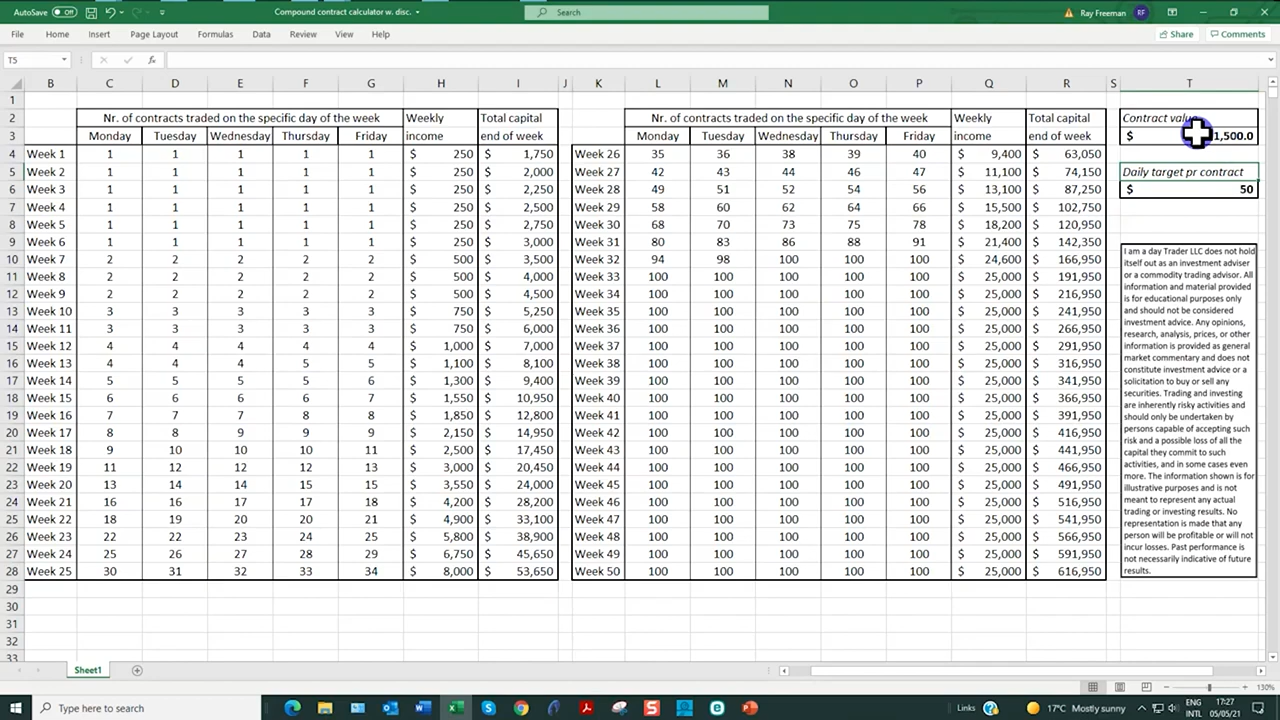 AutoSave Off Compound contract calculator w. disc. Search Ray Freeman RF
File Home Insert Page Layout Formulas Data Review View Help Share Comments
T5 fx
B C D E F G H I J K L M N O P Q R S T
1
2 Nr. of contracts traded on the specific day of the week Weekly Total capital Nr. of contracts traded on the specific day of the week Weekly Total capital Contract value
3 Monday Tuesday Wednesday Thursday Friday income end of week Monday Tuesday Wednesday Thursday Friday income end of week $ 1,500.0
4 Week 1 1 1 1 1 1 $ 250 $ 1,750 Week 26 35 36 38 39 40 $ 9,400 $ 63,050
5 Week 2 1 1 1 1 1 $ 250 $ 2,000 Week 27 42 43 44 46 47 $ 11,100 $ 74,150 Daily target pr contract
6 Week 3 1 1 1 1 1 $ 250 $ 2,250 Week 28 49 51 52 54 56 $ 13,100 $ 87,250 $ 50
7 Week 4 1 1 1 1 1 $ 250 $ 2,500 Week 29 58 60 62 64 66 $ 15,500 $ 102,750
8 Week 5 1 1 1 1 1 $ 250 $ 2,750 Week 30 68 70 73 75 78 $ 18,200 $ 120,950
9 Week 6 1 1 1 1 1 $ 250 $ 3,000 Week 31 80 83 86 88 91 $ 21,400 $ 142,350
10 Week 7 2 2 2 2 2 $ 500 $ 3,500 Week 32 94 98 100 100 100 $ 24,600 $ 166,950
11 Week 8 2 2 2 2 2 $ 500 $ 4,000 Week 33 100 100 100 100 100 $ 25,000 $ 191,950
12 Week 9 2 2 2 2 2 $ 500 $ 4,500 Week 34 100 100 100 100 100 $ 25,000 $ 216,950
13 Week 10 3 3 3 3 3 $ 750 $ 5,250 Week 35 100 100 100 100 100 $ 25,000 $ 241,950
14 Week 11 3 3 3 3 3 $ 750 $ 6,000 Week 36 100 100 100 100 100 $ 25,000 $ 266,950
15 Week 12 4 4 4 4 4 $ 1,000 $ 7,000 Week 37 100 100 100 100 100 $ 25,000 $ 291,950
16 Week 13 4 4 4 5 5 $ 1,100 $ 8,100 Week 38 100 100 100 100 100 $ 25,000 $ 316,950
17 Week 14 5 5 5 5 6 $ 1,300 $ 9,400 Week 39 100 100 100 100 100 $ 25,000 $ 341,950
18 Week 15 6 6 6 6 7 $ 1,550 $ 10,950 Week 40 100 100 100 100 100 $ 25,000 $ 366,950
19 Week 16 7 7 7 8 8 $ 1,850 $ 12,800 Week 41 100 100 100 100 100 $ 25,000 $ 391,950
20 Week 17 8 8 9 9 9 $ 2,150 $ 14,950 Week 42 100 100 100 100 100 $ 25,000 $ 416,950
21 Week 18 9 10 10 10 11 $ 2,500 $ 17,450 Week 43 100 100 100 100 100 $ 25,000 $ 441,950
22 Week 19 11 12 12 12 13 $ 3,000 $ 20,450 Week 44 100 100 100 100 100 $ 25,000 $ 466,950
23 Week 20 13 14 14 15 15 $ 3,550 $ 24,000 Week 45 100 100 100 100 100 $ 25,000 $ 491,950
24 Week 21 16 16 17 17 18 $ 4,200 $ 28,200 Week 46 100 100 100 100 100 $ 25,000 $ 516,950
25 Week 22 18 19 20 20 21 $ 4,900 $ 33,100 Week 47 100 100 100 100 100 $ 25,000 $ 541,950
26 Week 23 22 22 23 24 25 $ 5,800 $ 38,900 Week 48 100 100 100 100 100 $ 25,000 $ 566,950
27 Week 24 25 26 27 28 29 $ 6,750 $ 45,650 Week 49 100 100 100 100 100 $ 25,000 $ 591,950
28 Week 25 30 31 32 33 34 $ 8,000 $ 53,650 Week 50 100 100 100 100 100 $ 25,000 $ 616,950
I am a day Trader LLC does not hold
itself out as an investment adviser
or a commodity trading advisor. All
information and material provided
is for educational purposes only
and should not be considered
investment advice. Any opinions,
research, analysis, prices, or other
information is provided as general
market commentary and does not
constitute investment advice or a
solicitation to buy or sell any
securities. Trading and investing
are inherently risky activities and
should only be undertaken by
persons capable of accepting such
risk and a possible loss of all the
capital they commit to such
activities, and in some cases even
more. The information shown is for
illustrative purposes and is not
meant to represent any actual
trading or investing results. No
representation is made that any
person will be profitable or will not
incur losses. Past performance is
not necessarily indicative of future
results.
29
30
31
32
33
Sheet1
130%
Type here to search Links 17°C Mostly sunny ENG 17:27
INTL 05/05/21